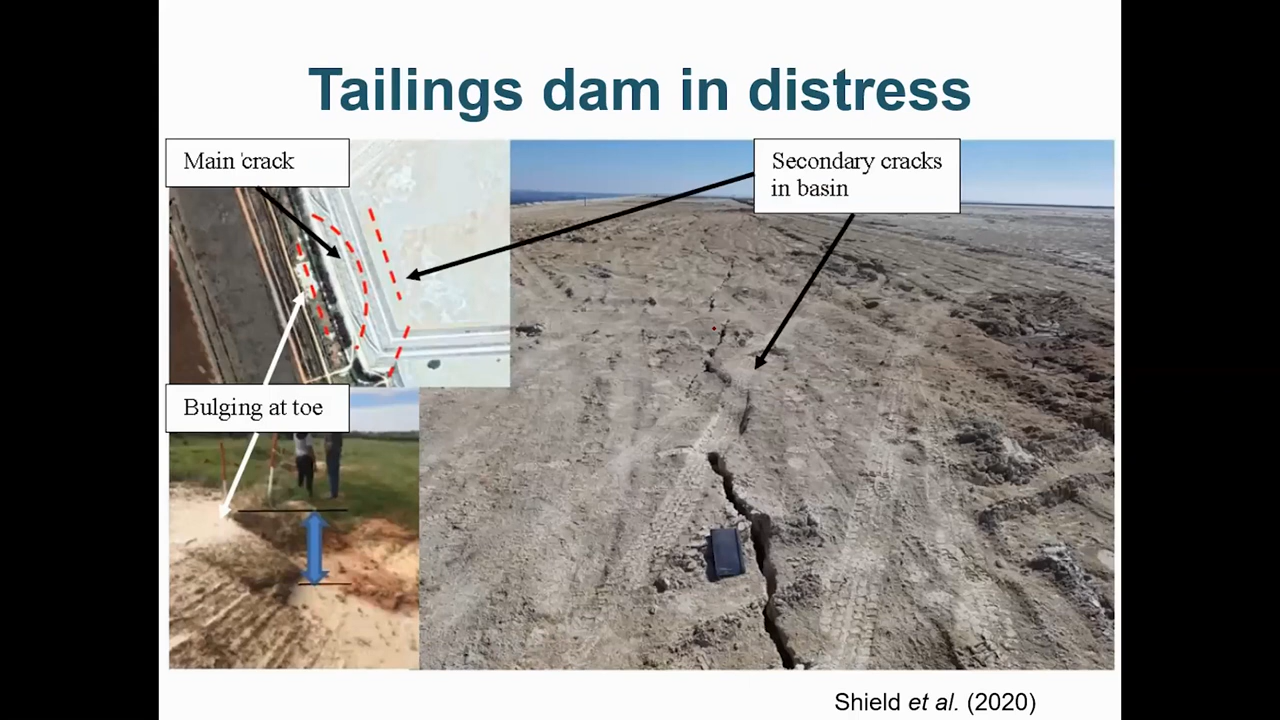 Tailings dam in distress
Main crack
Secondary cracks
in basin
Bulging at toe
Shield et al. (2020)